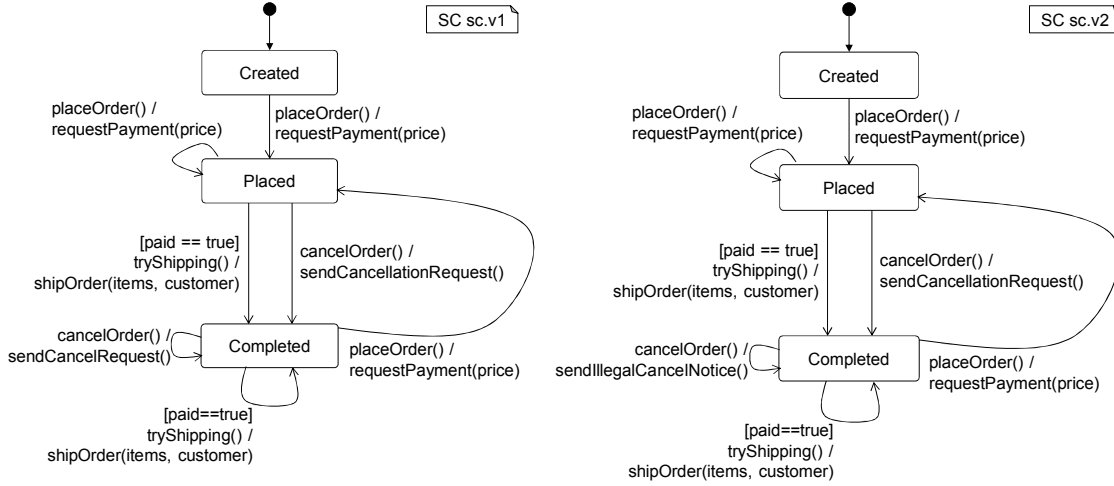 SC sc.v1
Created
placeOrder() /
requestPayment(price)
placeOrder() /
requestPayment(price)
Placed
[paid == true]
tryShipping() /
shipOrder(items, customer)
cancelOrder() /
sendCancellationRequest()
cancelOrder() /
sendCancelRequest()
Completed
placeOrder() /
requestPayment(price)
[paid==true]
tryShipping() /
shipOrder(items, customer)
SC sc.v2
Created
placeOrder() /
requestPayment(price)
placeOrder() /
requestPayment(price)
Placed
[paid == true]
tryShipping() /
shipOrder(items, customer)
cancelOrder() /
sendCancellationRequest()
cancelOrder() /
sendIllegalCancelNotice()
Completed
placeOrder() /
requestPayment(price)
[paid==true]
tryShipping() /
shipOrder(items, customer)